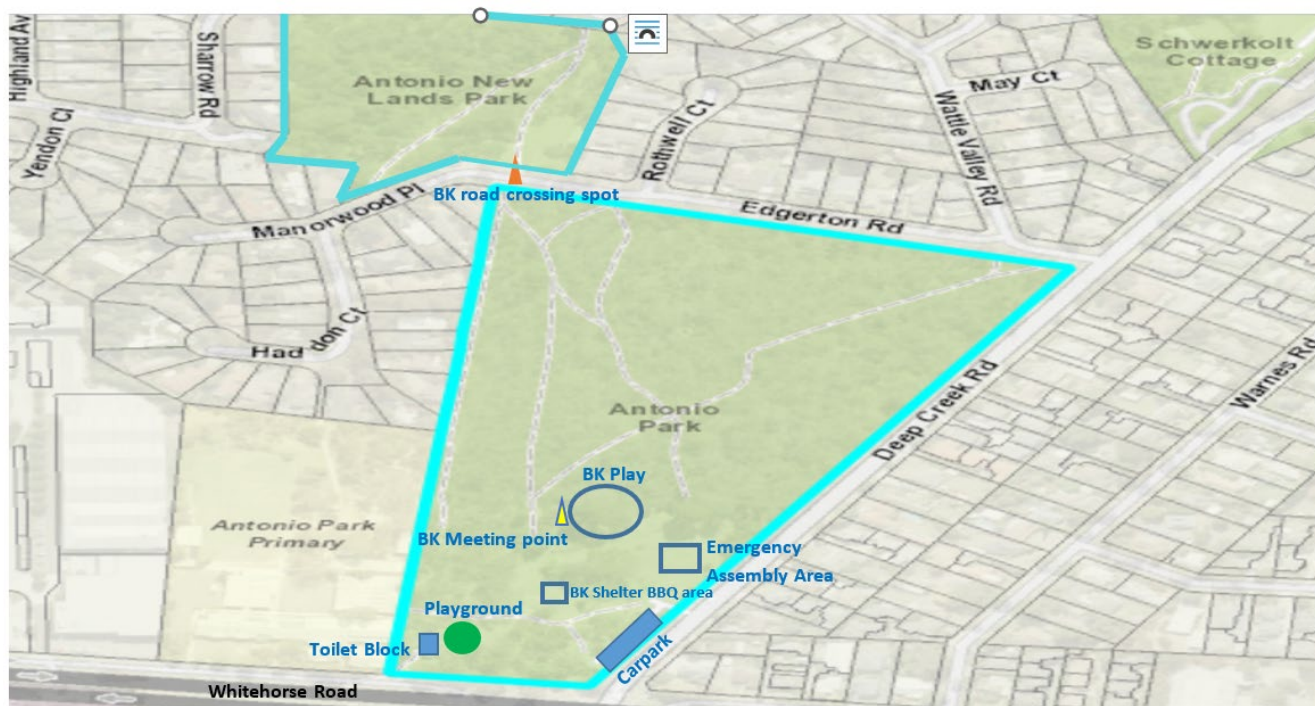 Highland Av
Sharrow Rd
Antonio New
Lands Park
Schwerkolt
Cottage
May Ct
Wattle Valley Rd
Rothwell Ct
Yendon Cl
BK road crossing spot
Manorwood Pl
Edgerton Rd
Haddon Ct
Warnes Rd
Deep Creek Rd
Antonio
Park
BK Play
Antonio Park
Primary
BK Meeting point
Emergency
Assembly Area
BK Shelter BBQ area
Playground
Toilet Block
Carpark
Whitehorse Road